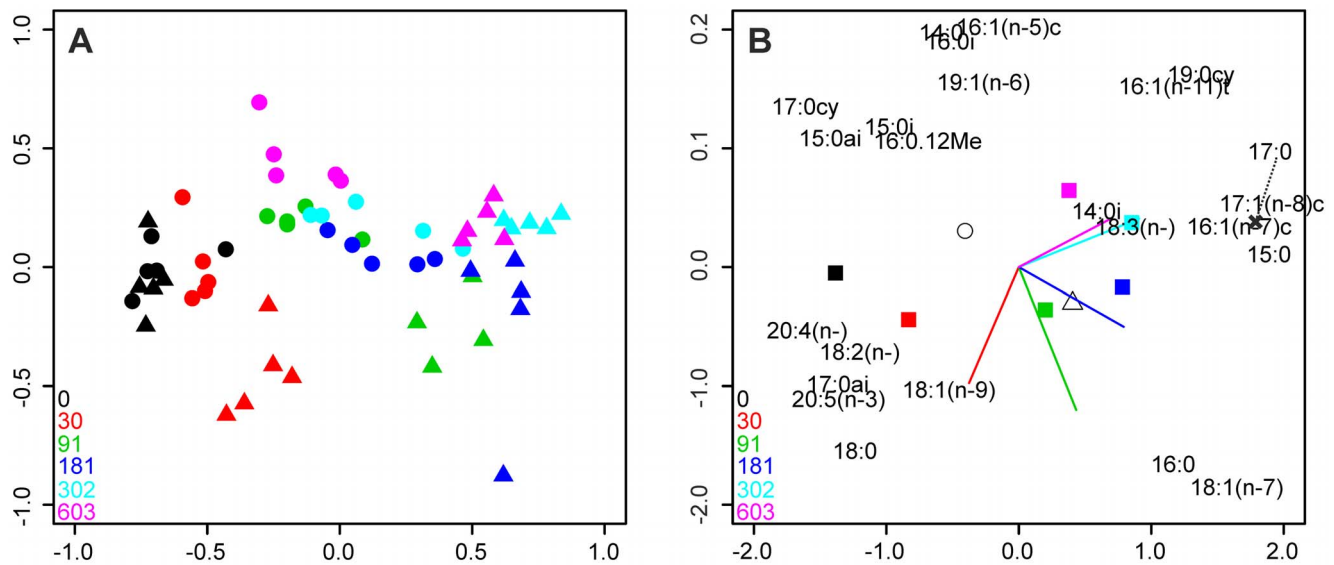 A
1.0
0.5
0.0
-0.5
-1.0
0
30
91
181
302
603
-1.0
-0.5
0.0
0.5
1.0
B
0.2
0.1
0.0
-1.0
-2.0
14:0
16:1(n-5)c
16:0i
19:1(n-6)
19:0cy
16:1(n-11)t
17:0cy
15:0i
15:0ai
16:0.12Me
17:0
14:0i
17:1(n-8)c
18:3(n-)
16:1(n-7)c
15:0
20:4(n-)
18:2(n-)
17:0ai
18:1(n-9)
20:5(n-3)
18:0
16:0
18:1(n-7)
0
30
91
181
302
603
-2.0
-1.0
0.0
1.0
2.0